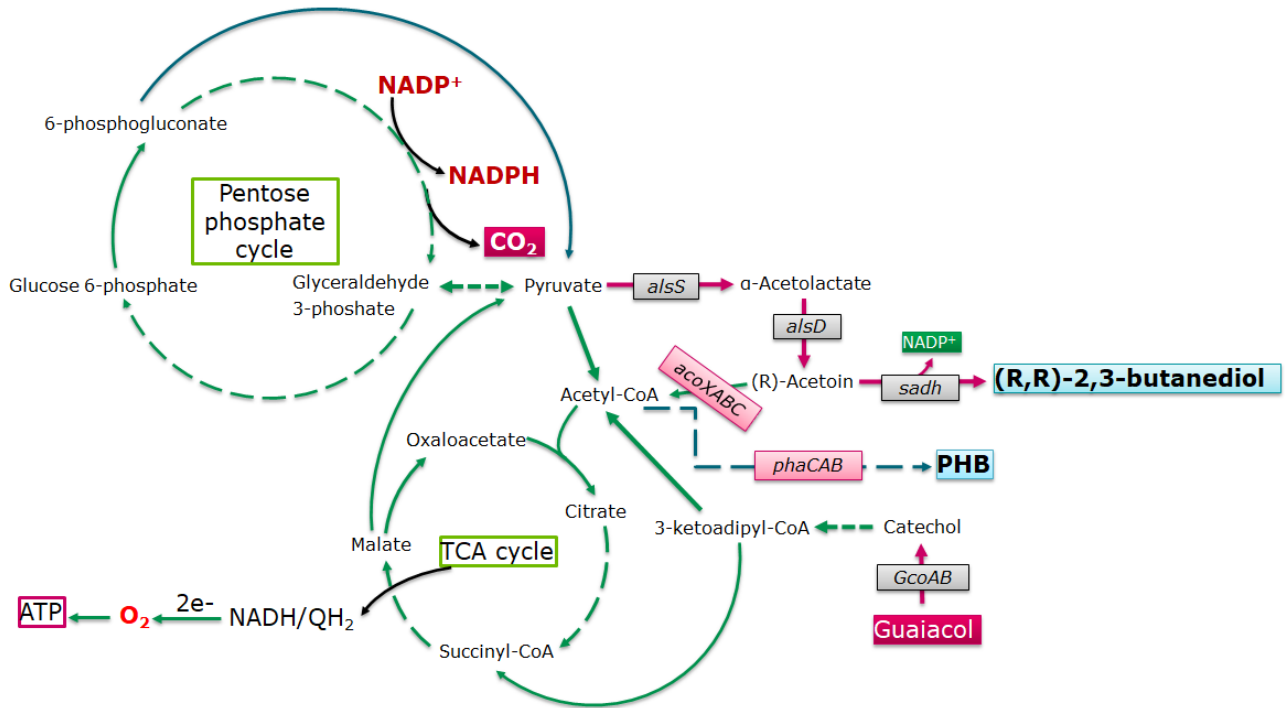 NADP+
6-phosphogluconate
NADPH
Pentose
phosphate
cycle
CO2
Glucose 6-phosphate
Glyceraldehyde
3-phoshate
Pyruvate
alsS
α-Acetolactate
alsD
NADP+
acoXABC
(R)-Acetoin
sadh
(R,R)-2,3-butanediol
Acetyl-CoA
Oxaloacetate
phaCAB
PHB
Citrate
3-ketoadipyl-CoA
Catechol
Malate
TCA cycle
GcoAB
ATP
O2
2e-
NADH/QH2
Guaiacol
Succinyl-CoA